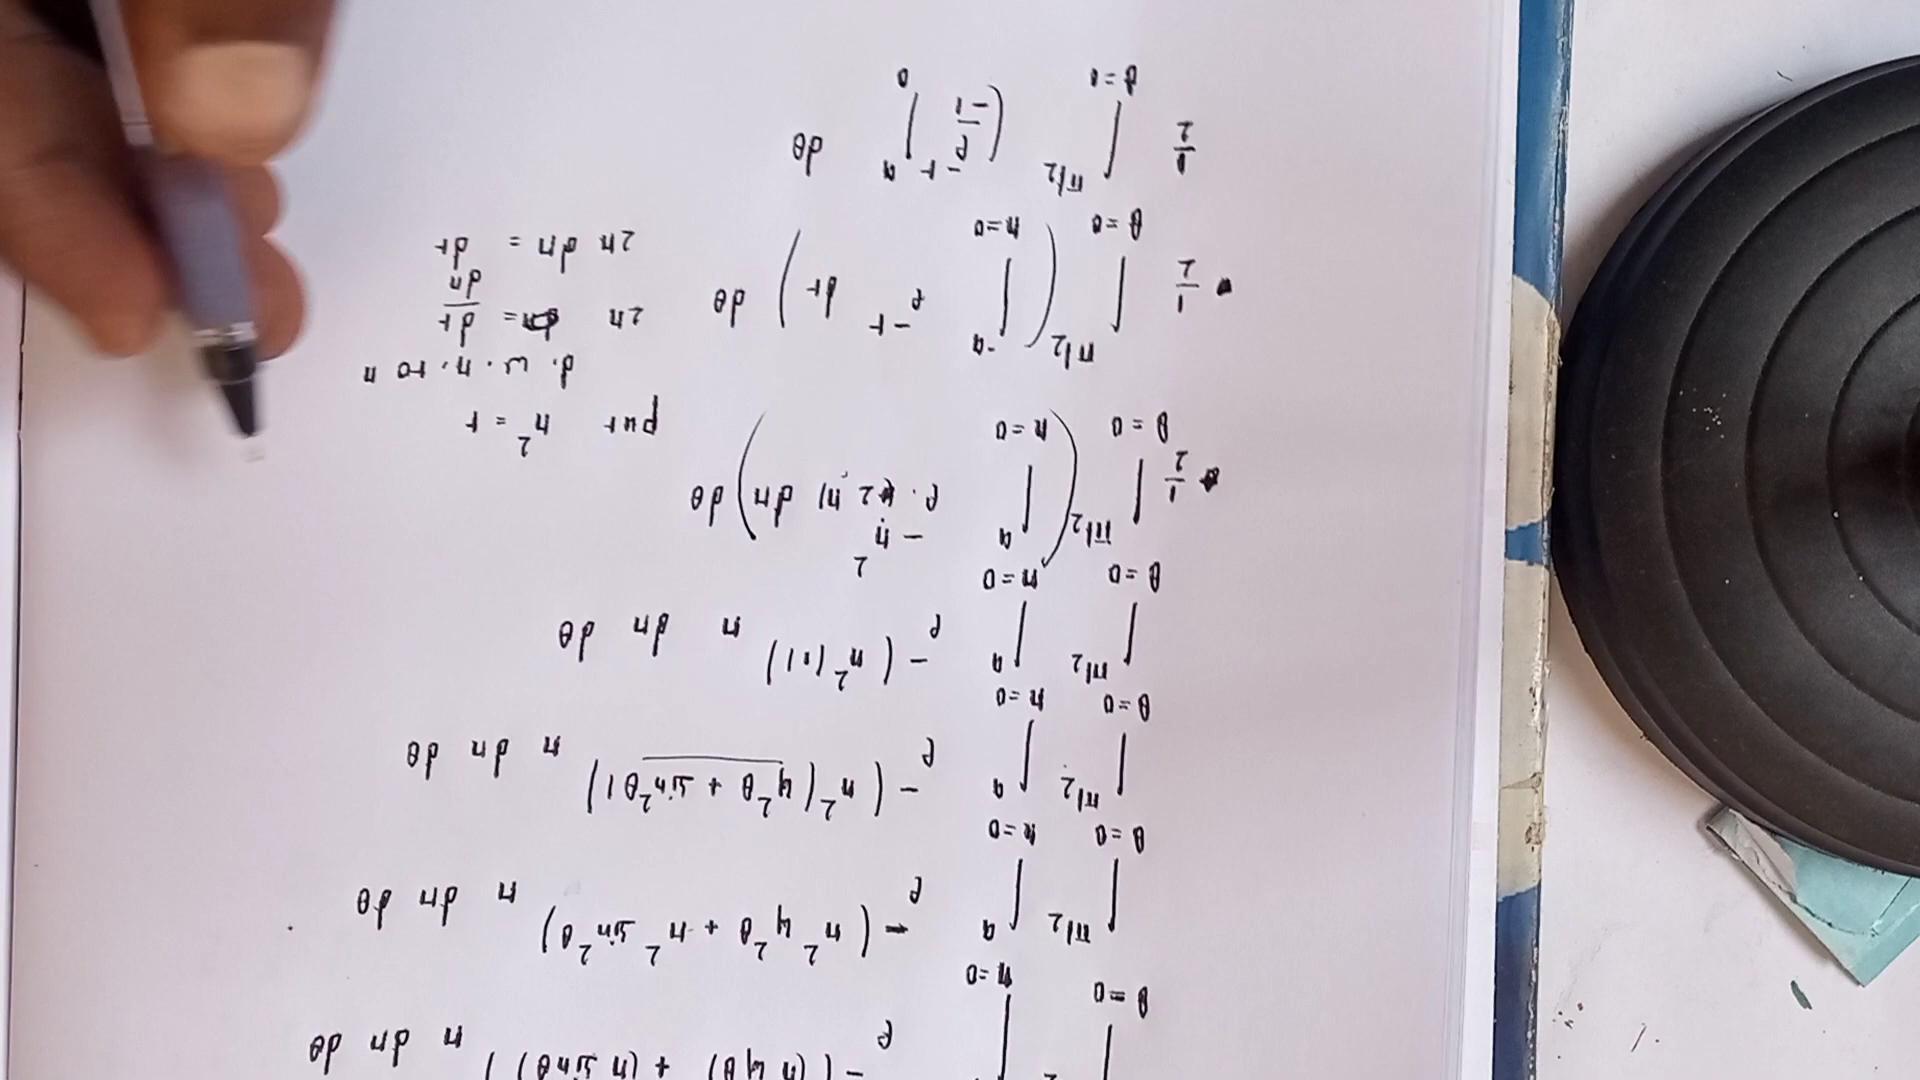 ∫ θ=0 ∫ r=0 e^-((r cosθ)² + (r sinθ)²) r dr dθ
∫ θ=0 ^π/2 ∫ r=0 ^a e^-(r² cos²θ + r² sin²θ) r dr dθ
∫ θ=0 ^π/2 ∫ r=0 ^a e^-(r²(cos²θ + sin²θ)) r dr dθ
∫ θ=0 ^π/2 ∫ r=0 ^a e^-(r²(1)) r dr dθ
1/2 ∫ θ=0 ^π/2 ( ∫ r=0 ^a e^-r² . (2r) dr ) dθ
put r² = t
d. w. r. to r
1/2 ∫ θ=0 ^π/2 ( ∫ r=0 ^a e^-t dt ) dθ
2r = dt/dr
2r dr = dt
1/2 ∫ θ=0 ^π/2 ( e^-t / -1 ) 0 ^a dθ